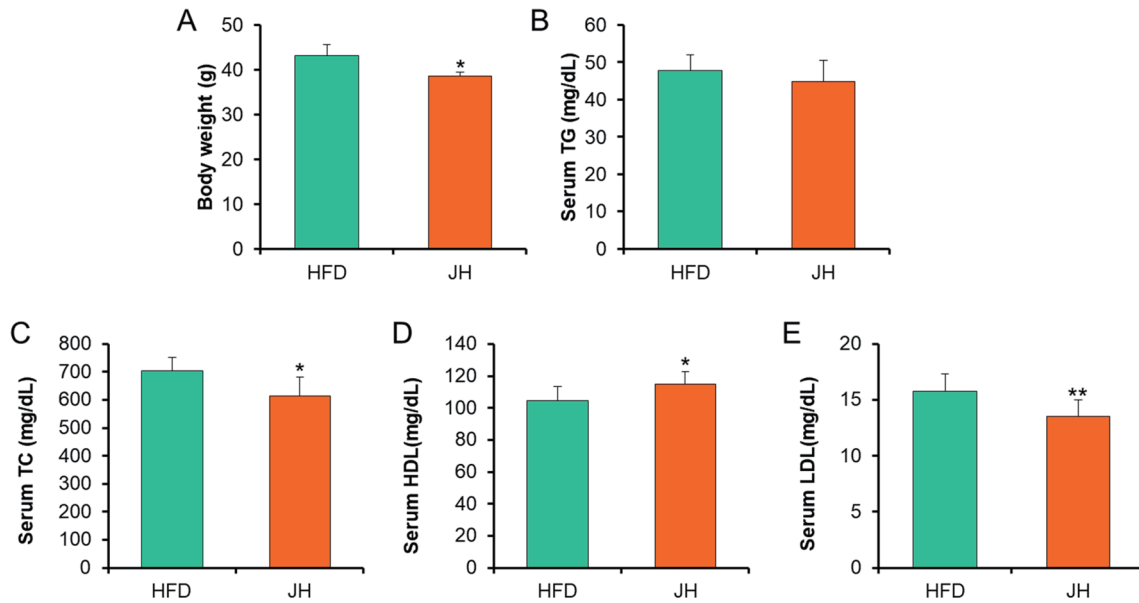 A
Body weight (g)
50
40
30
20
10
0
*
HFD
JH
B
Serum TG (mg/dL)
60
50
40
30
20
10
0
HFD
JH
C
Serum TC (mg/dL)
800
700
600
500
400
300
200
100
0
*
HFD
JH
D
Serum HDL(mg/dL)
140
120
100
80
60
40
20
0
*
HFD
JH
E
Serum LDL(mg/dL)
20
15
10
5
0
**
HFD
JH